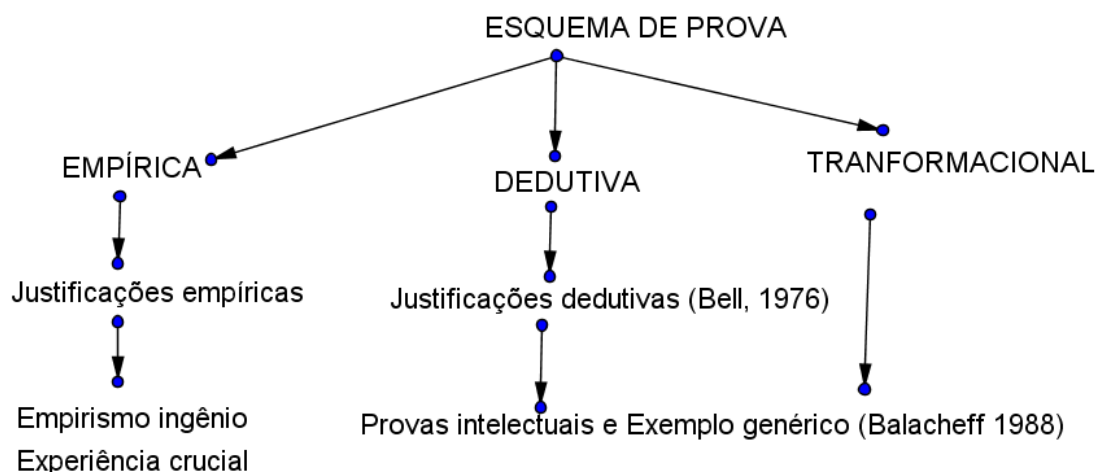 ESQUEMA DE PROVA
EMPÍRICA
DEDUTIVA
TRANFORMACIONAL
Justificações empíricas
Justificações dedutivas (Bell, 1976)
Empirismo ingênio
Experiência crucial
Provas intelectuais e Exemplo genérico (Balacheff 1988)